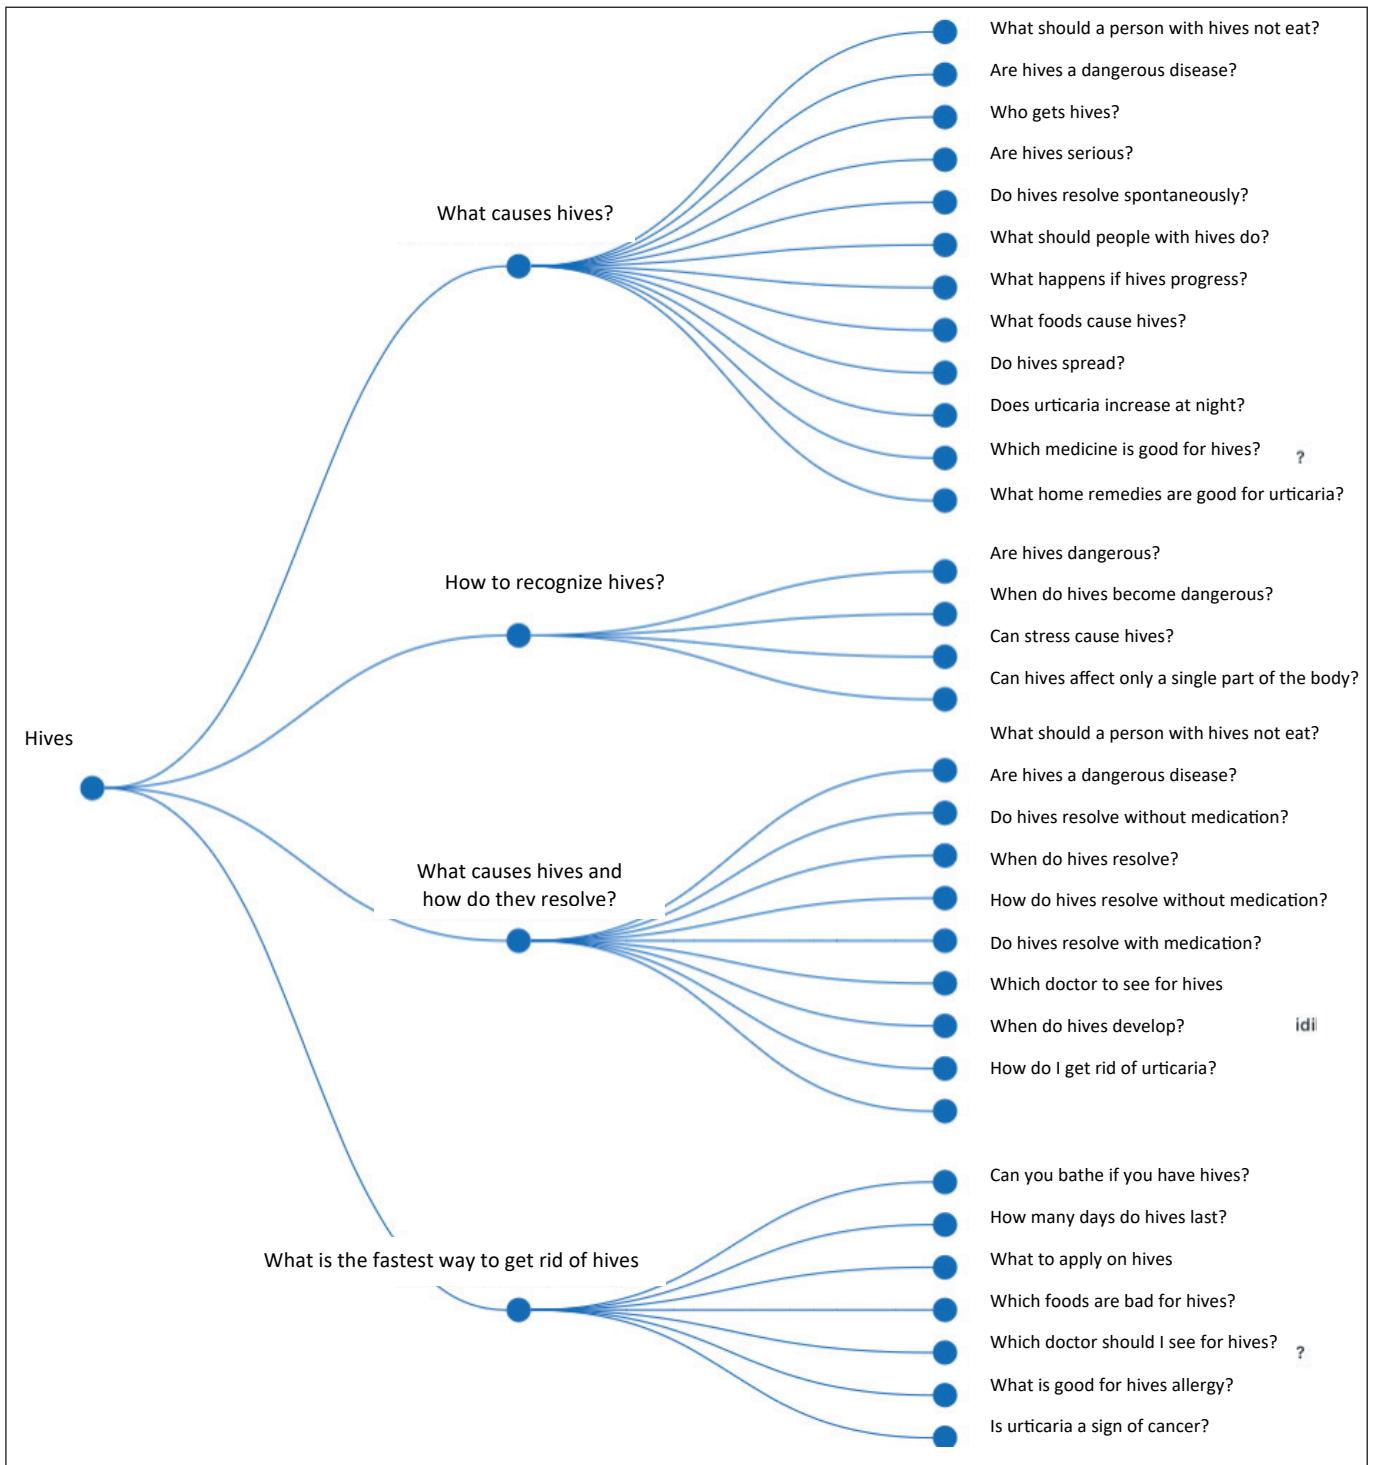 What should a person with hives not eat?
Are hives a dangerous disease?
Who gets hives?
Are hives serious?
Do hives resolve spontaneously?
What causes hives?
What should people with hives do?
What happens if hives progress?
What foods cause hives?
Do hives spread?
Does urticaria increase at night?
Which medicine is good for hives? ?
What home remedies are good for urticaria?
Are hives dangerous?
How to recognize hives?
When do hives become dangerous?
Can stress cause hives?
Can hives affect only a single part of the body?
Hives
What should a person with hives not eat?
Are hives a dangerous disease?
Do hives resolve without medication?
When do hives resolve?
What causes hives and
how do they resolve?
How do hives resolve without medication?
Do hives resolve with medication?
Which doctor to see for hives
When do hives develop? idi
How do I get rid of urticaria?
Can you bathe if you have hives?
How many days do hives last?
What is the fastest way to get rid of hives
What to apply on hives
Which foods are bad for hives?
Which doctor should I see for hives? ?
What is good for hives allergy?
Is urticaria a sign of cancer?